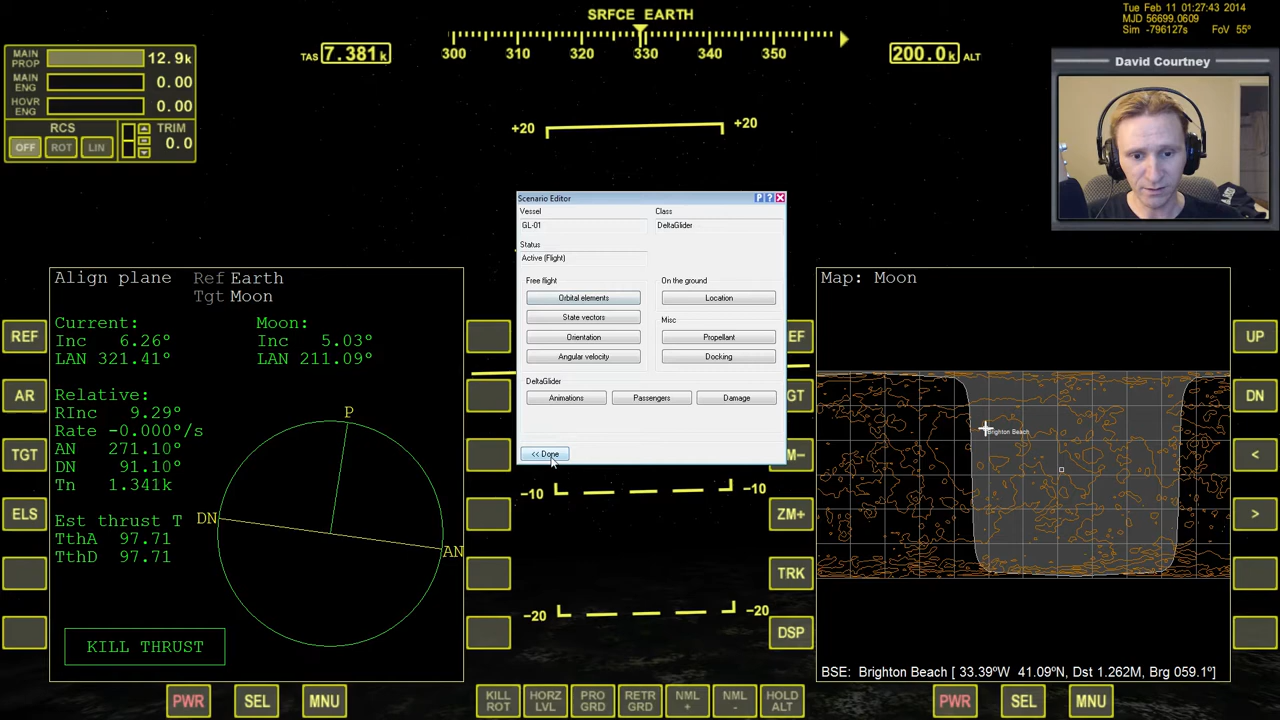 SRFCE EARTH
Tue Feb 11 01:27:43 2014
MJD 56699.0609
Sim -796127s FoV 55°
300 310 320 330 340 350
TAS 7.381k
200.0k ALT
MAIN PROP 12.9k
MAIN ENG 0.00
HOVR ENG 0.00
RCS
TRIM
OFF ROT LIN
0.0
David Courtney
+20 +20
Scenario Editor
P ? X
Vessel Class
GL-01 DeltaGlider
Status
Active (Flight)
Free flight On the ground
Orbital elements Location
State vectors Misc
Orientation Propellant
Angular velocity Docking
DeltaGlider
Animations Passengers Damage
<< Done
Align plane Ref Earth
Tgt Moon
Current: Moon:
Inc 6.26° Inc 5.03°
LAN 321.41° LAN 211.09°
Relative:
RInc 9.29°
Rate -0.000°/s
AN 271.10°
DN 91.10°
Tn 1.341k
Est thrust T
TthA 97.71
TthD 97.71
P
DN
AN
KILL THRUST
REF
AR
TGT
ELS
PWR SEL MNU
-10 -10
-20 -20
KILL ROT
HORZ LVL
PRO GRD
RETR GRD
NML +
NML -
HOLD ALT
Map: Moon
Brighton Beach
EF
GT
M-
ZM+
TRK
DSP
UP
DN
<
>
BSE: Brighton Beach [ 33.39°W 41.09°N, Dst 1.262M, Brg 059.1°]
PWR SEL MNU